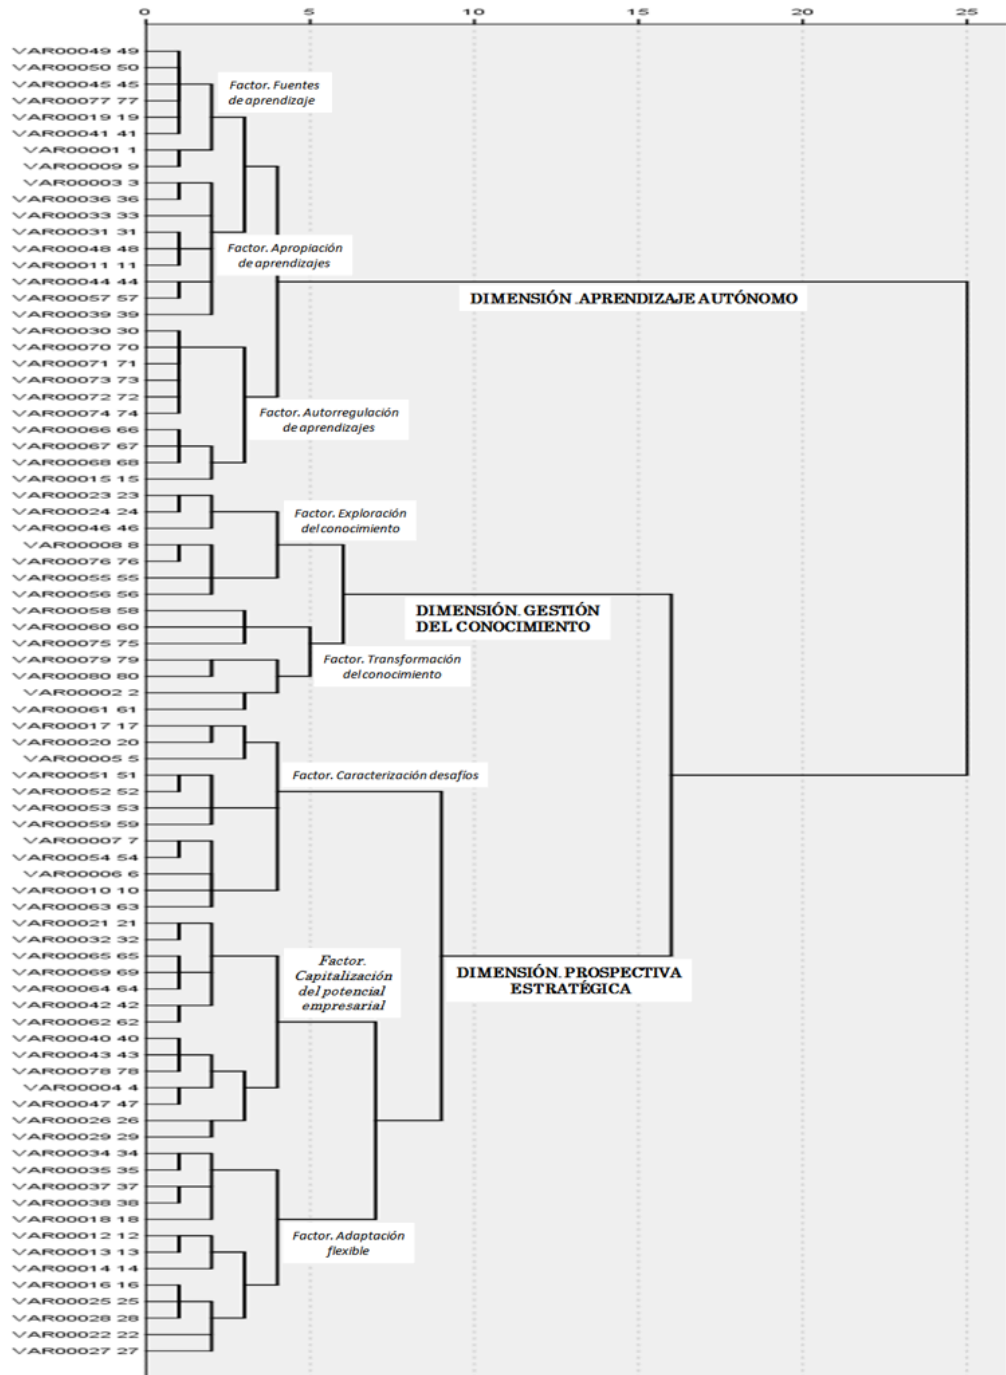 0 5 10 15 20 25
VAR00049 49
VAR00050 50
Factor. Fuentes
VAR00045 45
de aprendizaje
VAR00077 77
VAR00019 19
VAR00041 41
VAR00001 1
VAR00009 9
VAR00003 3
VAR00036 36
VAR00033 33
VAR00031 31
Factor. Apropiación
VAR00048 48
de aprendizajes
VAR00011 11
VAR00044 44
DIMENSIÓN .APRENDIZAJE AUTÓNOMO
VAR00057 57
VAR00039 39
VAR00030 30
VAR00070 70
VAR00071 71
VAR00073 73
VAR00072 72
VAR00074 74
Factor. Autorregulación
de aprendizajes
VAR00066 66
VAR00067 67
VAR00068 68
VAR00015 15
VAR00023 23
VAR00024 24
Factor. Exploración
del conocimiento
VAR00046 46
VAR00008 8
VAR00076 76
VAR00055 55
VAR00056 56
VAR00058 58
DIMENSIÓN. GESTIÓN
DEL CONOCIMIENTO
VAR00060 60
VAR00075 75
VAR00079 79
Factor. Transformación
del conocimiento
VAR00080 80
VAR00002 2
VAR00061 61
VAR00017 17
VAR00020 20
VAR00005 5
VAR00051 51
Factor. Caracterización desafíos
VAR00052 52
VAR00053 53
VAR00059 59
VAR00007 7
VAR00054 54
VAR00006 6
VAR00010 10
VAR00063 63
VAR00021 21
VAR00032 32
VAR00065 65
VAR00069 69
VAR00064 64
VAR00042 42
VAR00062 62
Factor.
Capitalización
del potencial
empresarial
DIMENSIÓN. PROSPECTIVA
ESTRATÉGICA
VAR00040 40
VAR00043 43
VAR00078 78
VAR00004 4
VAR00047 47
VAR00026 26
VAR00029 29
VAR00034 34
VAR00035 35
VAR00037 37
VAR00038 38
VAR00018 18
VAR00012 12
Factor. Adaptación
flexible
VAR00013 13
VAR00014 14
VAR00016 16
VAR00025 25
VAR00028 28
VAR00022 22
VAR00027 27